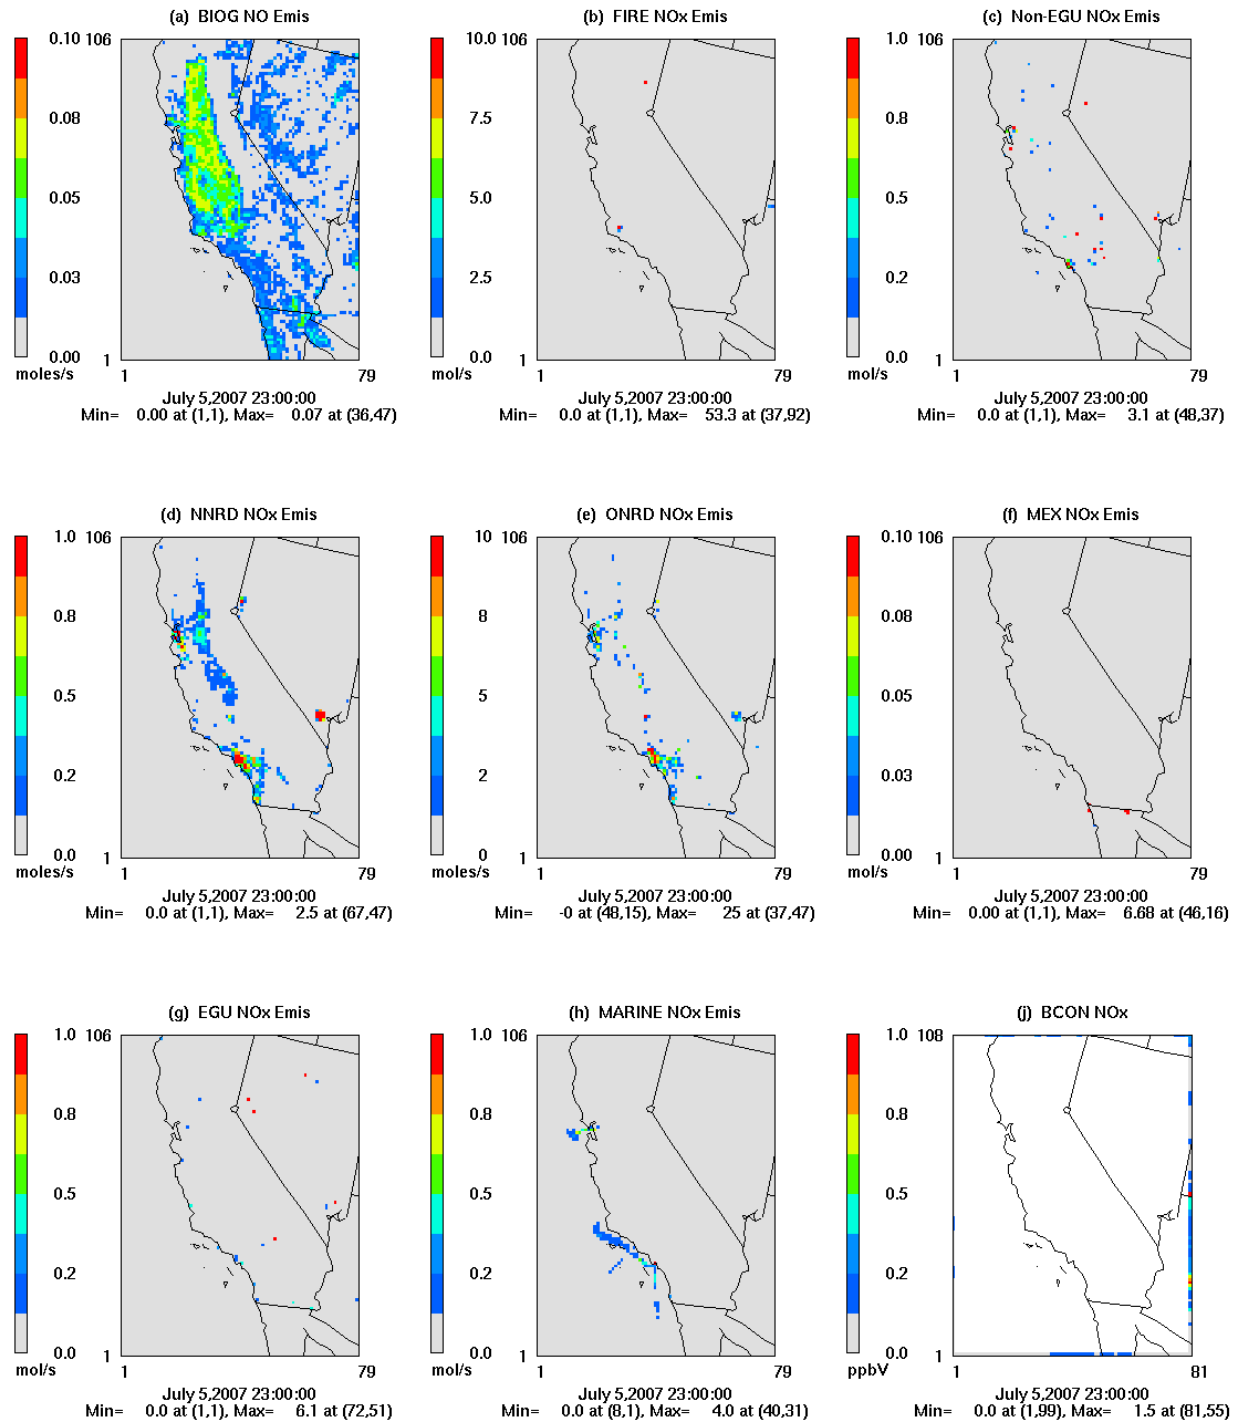 (a) BIOG NO Emis
0.10
106
0.08
0.05
0.03
0.00
1
moles/s
1
79
July 5,2007 23:00:00
Min= 0.00 at (1,1), Max= 0.07 at (36,47)
(b) FIRE NOx Emis
10.0
106
7.5
5.0
2.5
0.0
1
mol/s
1
79
July 5,2007 23:00:00
Min= 0.0 at (1,1), Max= 53.3 at (37,92)
(c) Non-EGU NOx Emis
1.0
106
0.8
0.5
0.2
0.0
1
mol/s
1
79
July 5,2007 23:00:00
Min= 0.0 at (1,1), Max= 3.1 at (48,37)
(d) NNRD NOx Emis
1.0
106
0.8
0.5
0.2
0.0
1
moles/s
1
79
July 5,2007 23:00:00
Min= 0.0 at (1,1), Max= 2.5 at (67,47)
(e) ONRD NOx Emis
10
106
8
5
2
0
1
moles/s
1
79
July 5,2007 23:00:00
Min= -0 at (48,15), Max= 25 at (37,47)
(f) MEX NOx Emis
0.10
106
0.08
0.05
0.03
0.00
1
mol/s
1
79
July 5,2007 23:00:00
Min= 0.00 at (1,1), Max= 6.68 at (46,16)
(g) EGU NOx Emis
1.0
106
0.8
0.5
0.2
0.0
1
mol/s
1
79
July 5,2007 23:00:00
Min= 0.0 at (1,1), Max= 6.1 at (72,51)
(h) MARINE NOx Emis
1.0
106
0.8
0.5
0.2
0.0
1
mol/s
1
79
July 5,2007 23:00:00
Min= 0.0 at (8,1), Max= 4.0 at (40,31)
(j) BCON NOx
1.0
108
0.8
0.5
0.2
0.0
1
ppbV
1
81
July 5,2007 23:00:00
Min= 0.0 at (1,99), Max= 1.5 at (81,55)